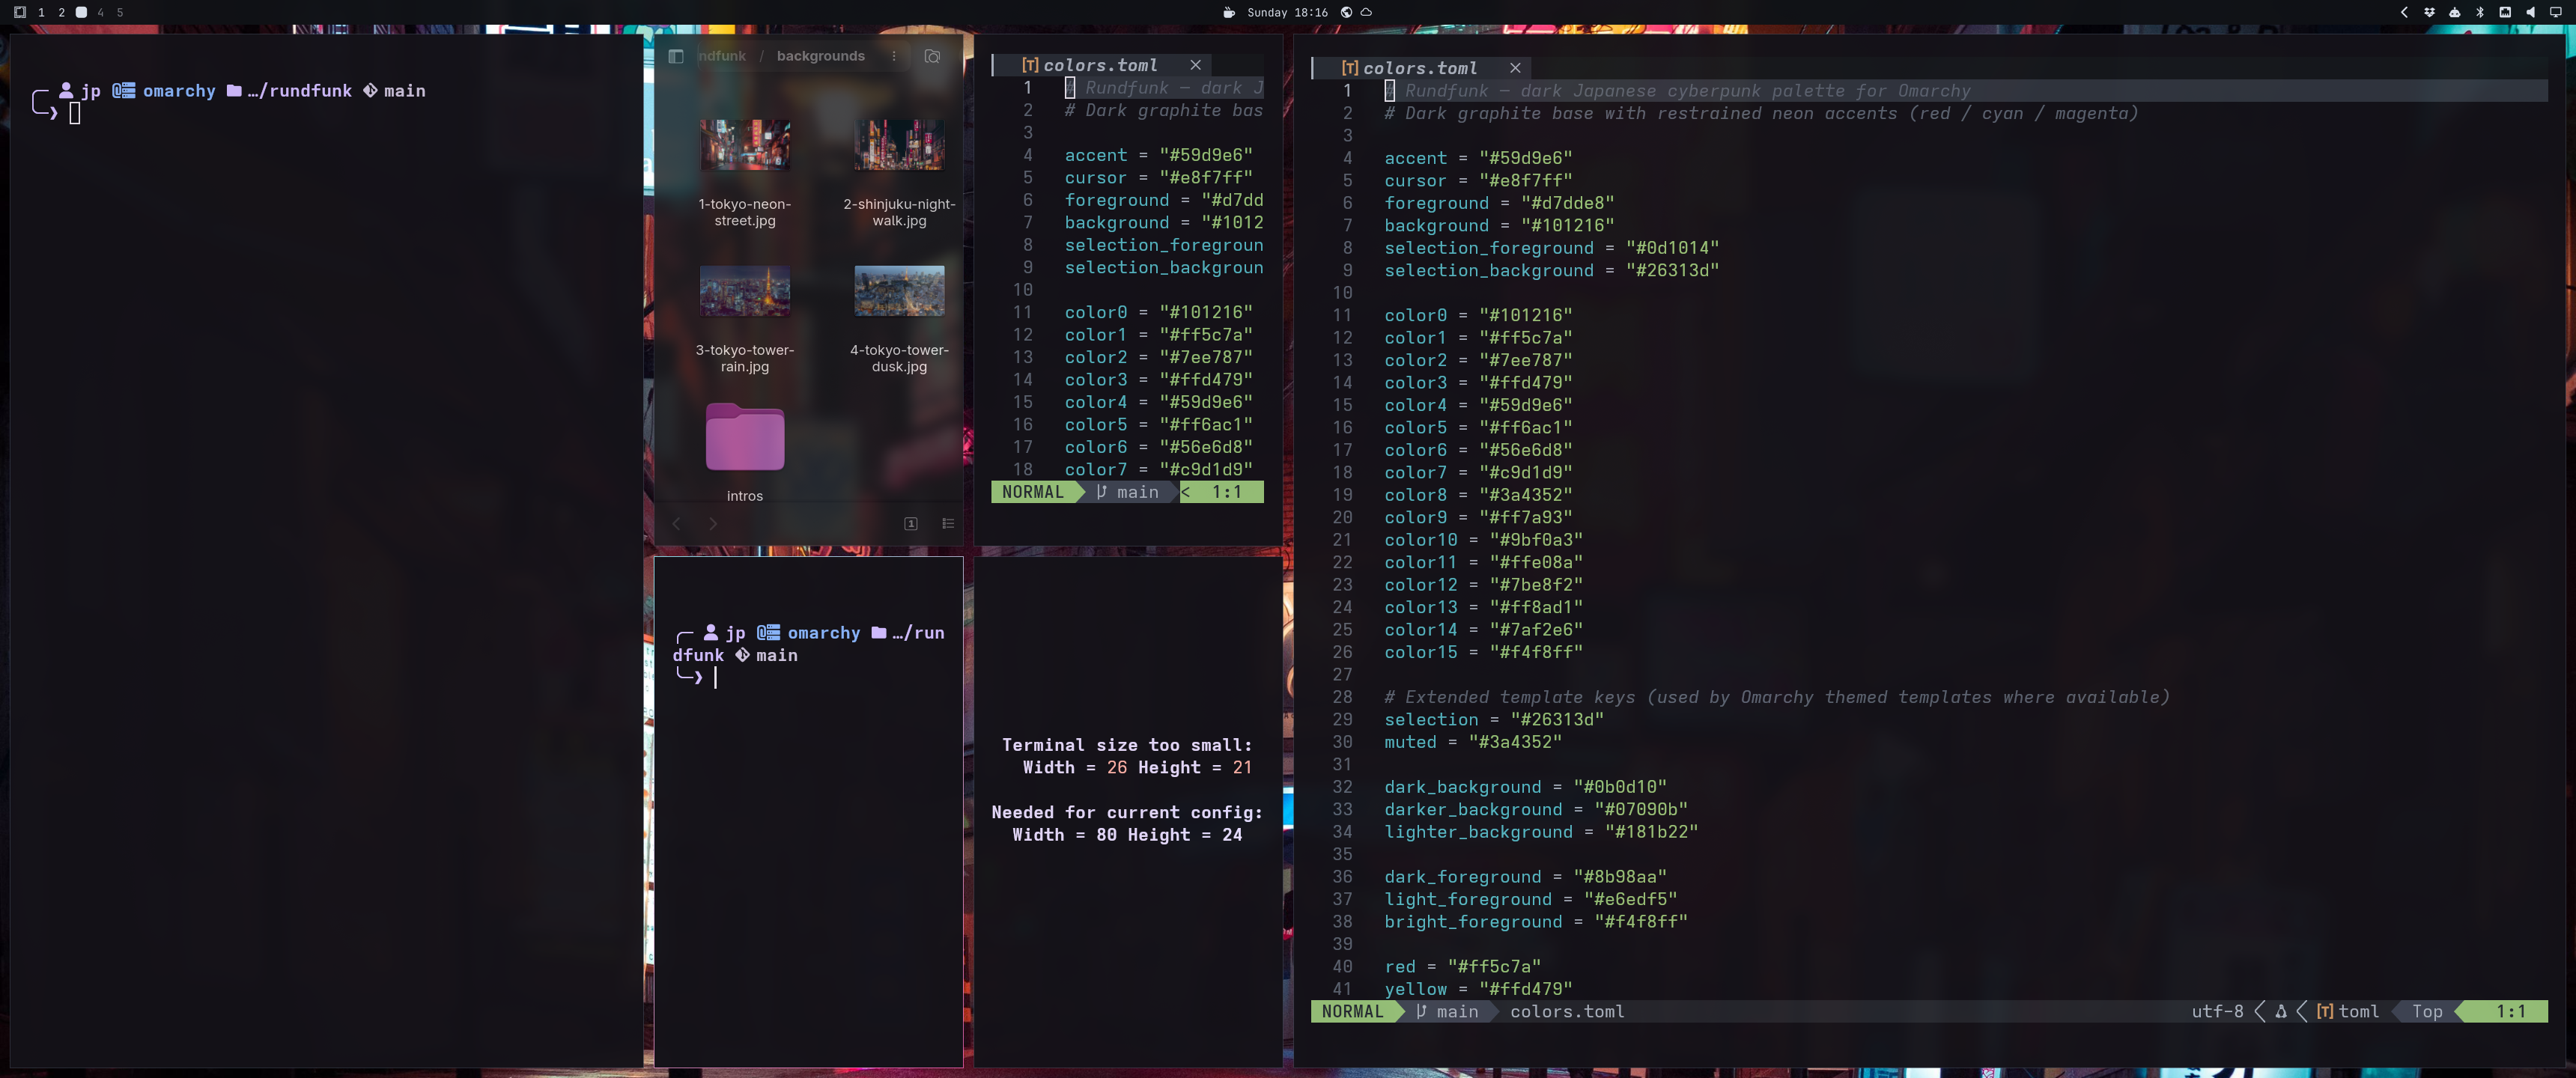 1 2 4 5
Sunday 18:16
jp @ omarchy …/rundfunk main
❯
ndfunk / backgrounds
1-tokyo-neon-
street.jpg
2-shinjuku-night-
walk.jpg
3-tokyo-tower-
rain.jpg
4-tokyo-tower-
dusk.jpg
intros
1
jp @ omarchy …/run
dfunk main
❯
[T] colors.toml ×
1 # Rundfunk — dark J
2 # Dark graphite bas
3
4 accent = "#59d9e6"
5 cursor = "#e8f7ff"
6 foreground = "#d7dd
7 background = "#1012
8 selection_foregroun
9 selection_backgroun
10
11 color0 = "#101216"
12 color1 = "#ff5c7a"
13 color2 = "#7ee787"
14 color3 = "#ffd479"
15 color4 = "#59d9e6"
16 color5 = "#ff6ac1"
17 color6 = "#56e6d8"
18 color7 = "#c9d1d9"
NORMAL main < 1:1
Terminal size too small:
Width = 26 Height = 21
Needed for current config:
Width = 80 Height = 24
[T] colors.toml ×
1 # Rundfunk — dark Japanese cyberpunk palette for Omarchy
2 # Dark graphite base with restrained neon accents (red / cyan / magenta)
3
4 accent = "#59d9e6"
5 cursor = "#e8f7ff"
6 foreground = "#d7dde8"
7 background = "#101216"
8 selection_foreground = "#0d1014"
9 selection_background = "#26313d"
10
11 color0 = "#101216"
12 color1 = "#ff5c7a"
13 color2 = "#7ee787"
14 color3 = "#ffd479"
15 color4 = "#59d9e6"
16 color5 = "#ff6ac1"
17 color6 = "#56e6d8"
18 color7 = "#c9d1d9"
19 color8 = "#3a4352"
20 color9 = "#ff7a93"
21 color10 = "#9bf0a3"
22 color11 = "#ffe08a"
23 color12 = "#7be8f2"
24 color13 = "#ff8ad1"
25 color14 = "#7af2e6"
26 color15 = "#f4f8ff"
27
28 # Extended template keys (used by Omarchy themed templates where available)
29 selection = "#26313d"
30 muted = "#3a4352"
31
32 dark_background = "#0b0d10"
33 darker_background = "#07090b"
34 lighter_background = "#181b22"
35
36 dark_foreground = "#8b98aa"
37 light_foreground = "#e6edf5"
38 bright_foreground = "#f4f8ff"
39
40 red = "#ff5c7a"
41 yellow = "#ffd479"
NORMAL main colors.toml utf-8 [T] toml Top 1:1